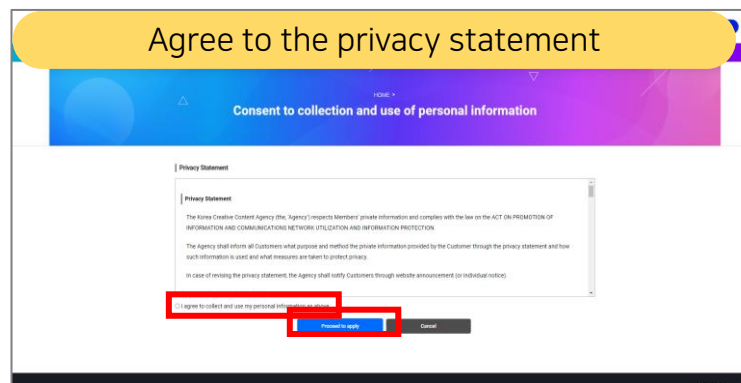 Agree to the privacy statement
HOME >
Consent to collection and use of personal information
Privacy Statement
Privacy Statement
The Korea Creative Content Agency (the, 'Agency') respects Members' private information and complies with the law on the ACT ON PROMOTION OF
INFORMATION AND COMMUNICATIONS NETWORK UTILIZATION AND INFORMATION PROTECTION.
The Agency shall inform all Customers what purpose and method the private information provided by the Customer through the privacy statement and how
such information is used and what measures are taken to protect privacy.
In case of revising the privacy statement, the Agency shall notify Customers through website announcement (or individual notice).
I agree to collect and use my personal information as above.
Proceed to apply
Cancel